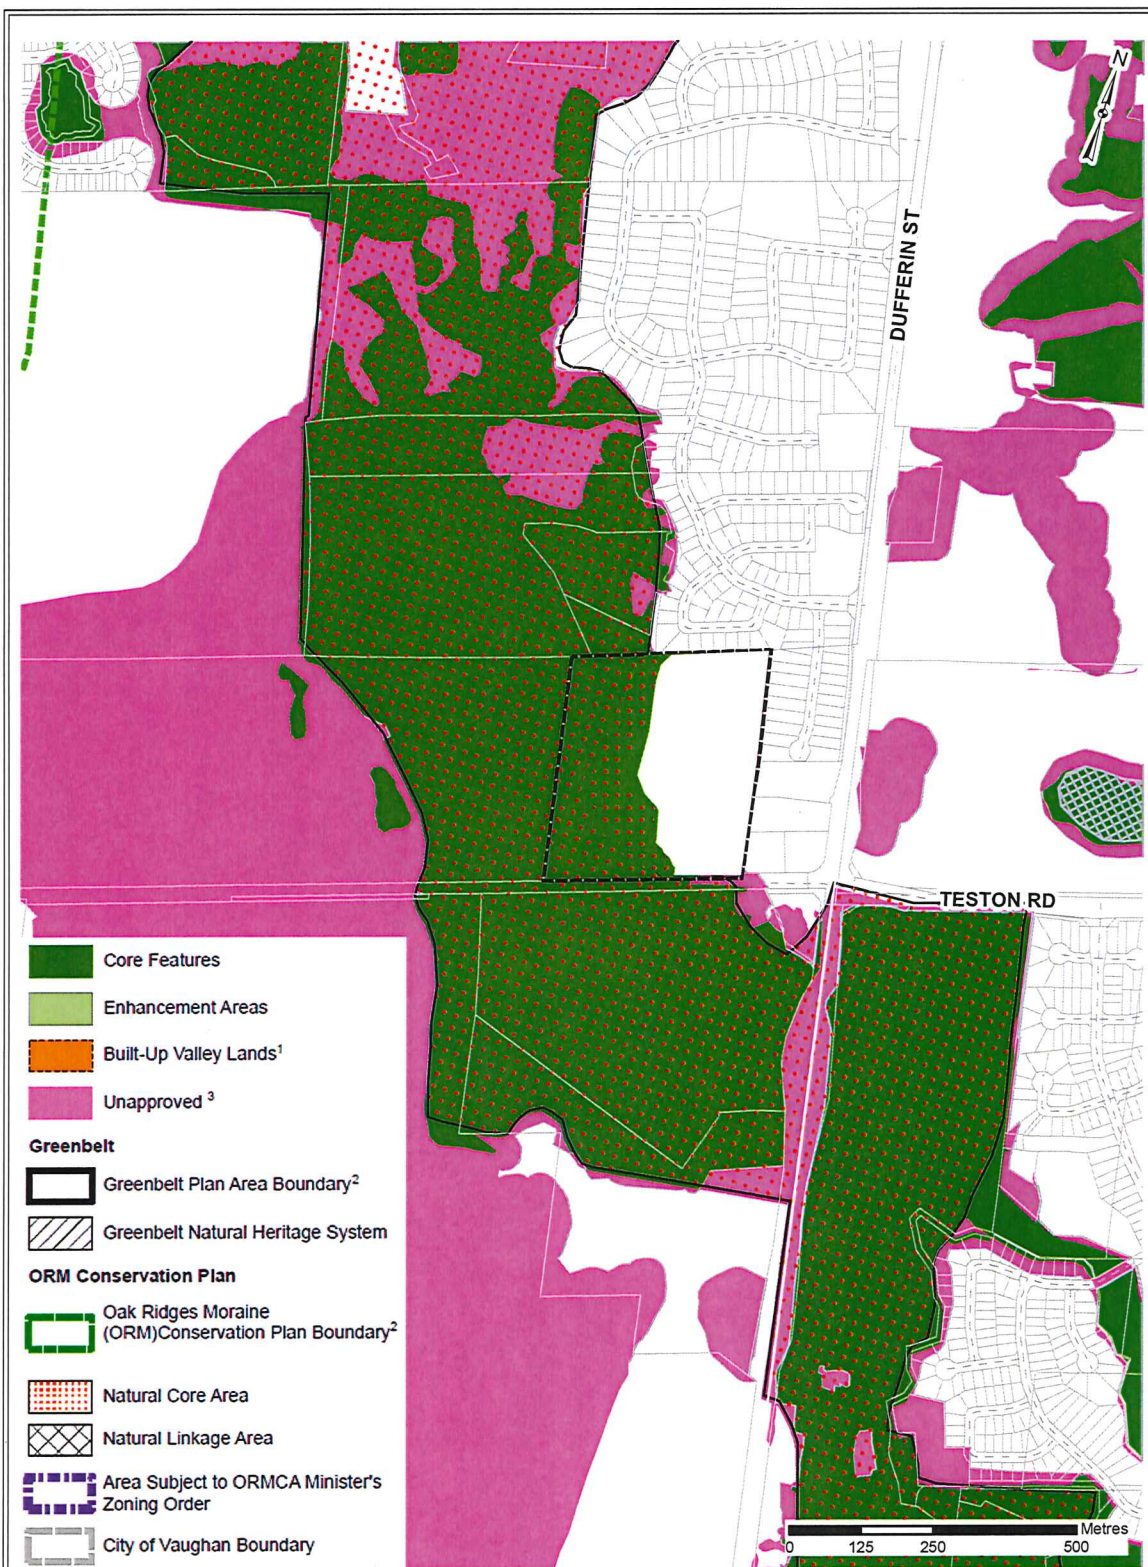 N
DUFFERIN ST
TESTON RD
Core Features
Enhancement Areas
Built-Up Valley Lands¹
Unapproved ³
Greenbelt
Greenbelt Plan Area Boundary²
Greenbelt Natural Heritage System
ORM Conservation Plan
Oak Ridges Moraine
(ORM)Conservation Plan Boundary²
Natural Core Area
Natural Linkage Area
Area Subject to ORMCA Minister's
Zoning Order
City of Vaughan Boundary
Metres
0 125 250 500